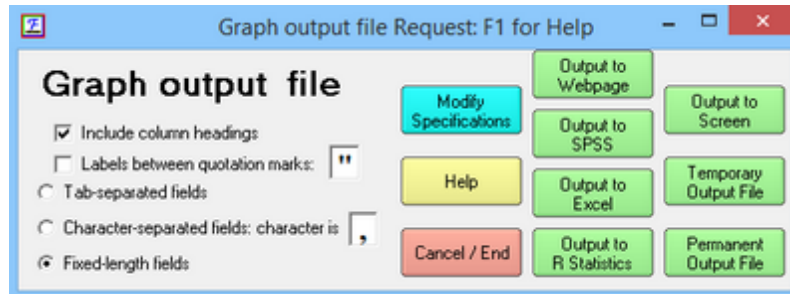 Graph output file Request: F1 for Help
Graph output file
Include column headings
Labels between quotation marks: "
Tab-separated fields
Character-separated fields: character is ,
Fixed-length fields
Modify
Specifications
Help
Cancel / End
Output to
Webpage
Output to
SPSS
Output to
Excel
Output to
R Statistics
Output to
Screen
Temporary
Output File
Permanent
Output File